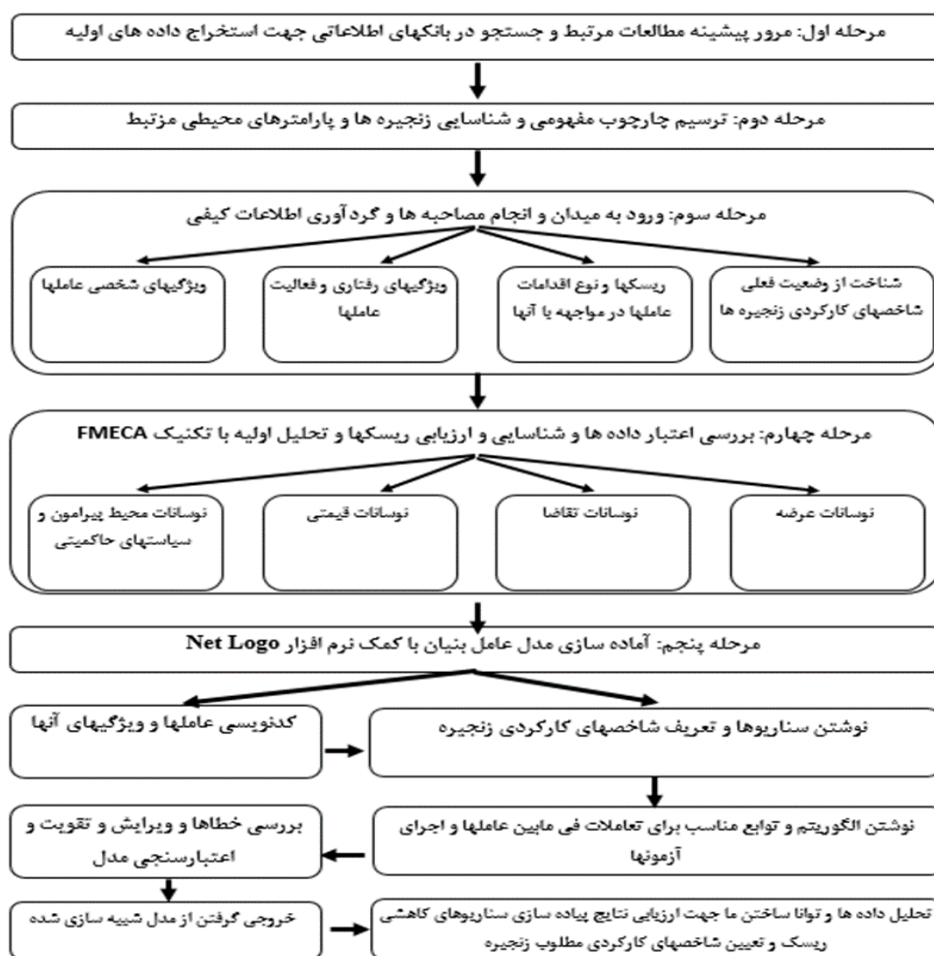 مرحله اول: مرور پیشینه مطالعات مرتبط و جستجو در بانکهای اطلاعاتی جهت استخراج داده های اولیه
مرحله دوم: ترسیم چارچوب مفهومی و شناسایی زنجیره ها و پارامترهای محیطی مزتبط
مرحله سوم: ورود به میدان و انجام مصاحبه ها و گردآوری اطلاعات کیفی
شناخت از وضعیت فعلی
شاخصهای کارکردی زنجیره ها
ریسکها و نوع اقدامات
عاملها در مواجهه با آنها
ویژگیهای رفتاری و فعالیت
عاملها
ویژگیهای شخصی عاملها
مرحله چهارم: بررسی اعتبار داده ها و شناسایی و ارزیابی ریسکها و تحلیل اولیه با تکنیک FMECA
نوسانات عرضه
نوسانات تقاضا
نوسانات قیمتی
نوسانات محیط پیرامون و
سیاستهای حاکمیتی
مرحله پنجم: آماده سازی مدل عامل بنیان با کمک نرم افزار Net Logo
کدنویسی عاملها و ویژگیهای آنها
نوشتن سناریوها و تعریف شاخصهای کارکردی زنجیره
نوشتن الگوریتم و توابع مناسب برای تعاملات فی مابین عاملها و اجرای
آزمونها
بررسی خطاها و ویرایش و تقویت و
اعتبارسنجی مدل
خروجی گرفتن از مدل شبیه سازی شده
تحلیل داده ها و توانا ساختن ما جهت ارزیابی نتایج پیاده سازی سناریوهای کاهشی
ریسک و تعیین شاخصهای کارکردی مطلوب زنجیره